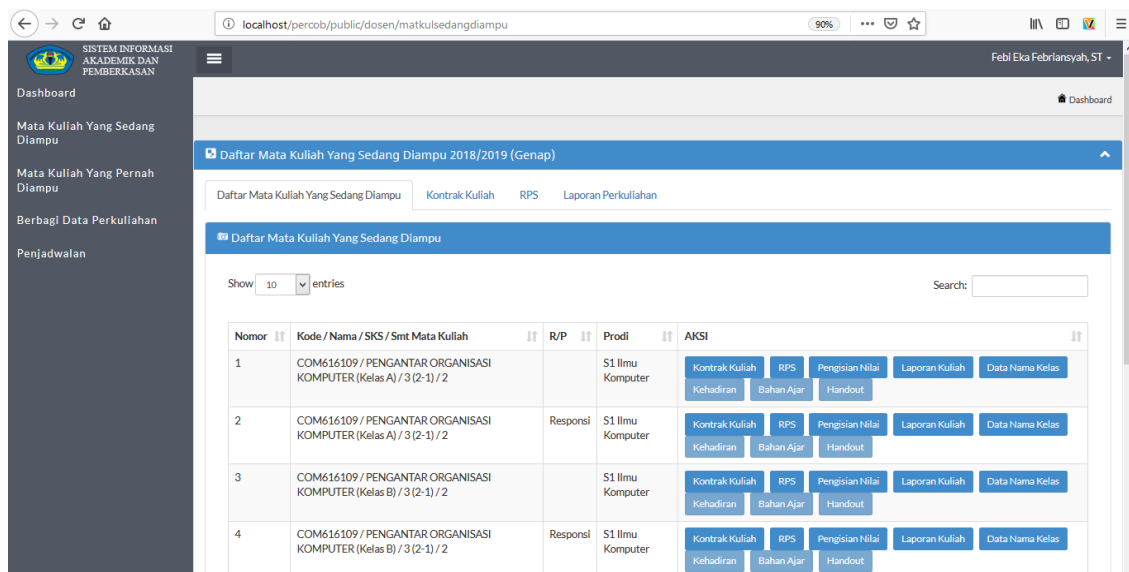 localhost/percob/public/dosen/matkulsedangdiampu
90%
SISTEM INFORMASI
AKADEMIK DAN
PEMBERKASAN
Febi Eka Febriansyah, ST
Dashboard
Dashboard
Mata Kuliah Yang Sedang
Diampu
Mata Kuliah Yang Pernah
Diampu
Berbagi Data Perkuliahan
Penjadwalan
Daftar Mata Kuliah Yang Sedang Diampu 2018/2019 (Genap)
Daftar Mata Kuliah Yang Sedang Diampu Kontrak Kuliah RPS Laporan Perkuliahan
Daftar Mata Kuliah Yang Sedang Diampu
Show 10 entries Search:
Nomor Kode / Nama / SKS / Smt Mata Kuliah R/P Prodi AKSI
1 COM616109 / PENGANTAR ORGANISASI S1 Ilmu
KOMPUTER (Kelas A) / 3 (2-1) / 2 Komputer
Kontrak Kuliah RPS Pengisian Nilai Laporan Kuliah Data Nama Kelas
Kehadiran Bahan Ajar Handout
2 COM616109 / PENGANTAR ORGANISASI Responsi S1 Ilmu
KOMPUTER (Kelas A) / 3 (2-1) / 2 Komputer
Kontrak Kuliah RPS Pengisian Nilai Laporan Kuliah Data Nama Kelas
Kehadiran Bahan Ajar Handout
3 COM616109 / PENGANTAR ORGANISASI S1 Ilmu
KOMPUTER (Kelas B) / 3 (2-1) / 2 Komputer
Kontrak Kuliah RPS Pengisian Nilai Laporan Kuliah Data Nama Kelas
Kehadiran Bahan Ajar Handout
4 COM616109 / PENGANTAR ORGANISASI Responsi S1 Ilmu
KOMPUTER (Kelas B) / 3 (2-1) / 2 Komputer
Kontrak Kuliah RPS Pengisian Nilai Laporan Kuliah Data Nama Kelas
Kehadiran Bahan Ajar Handout